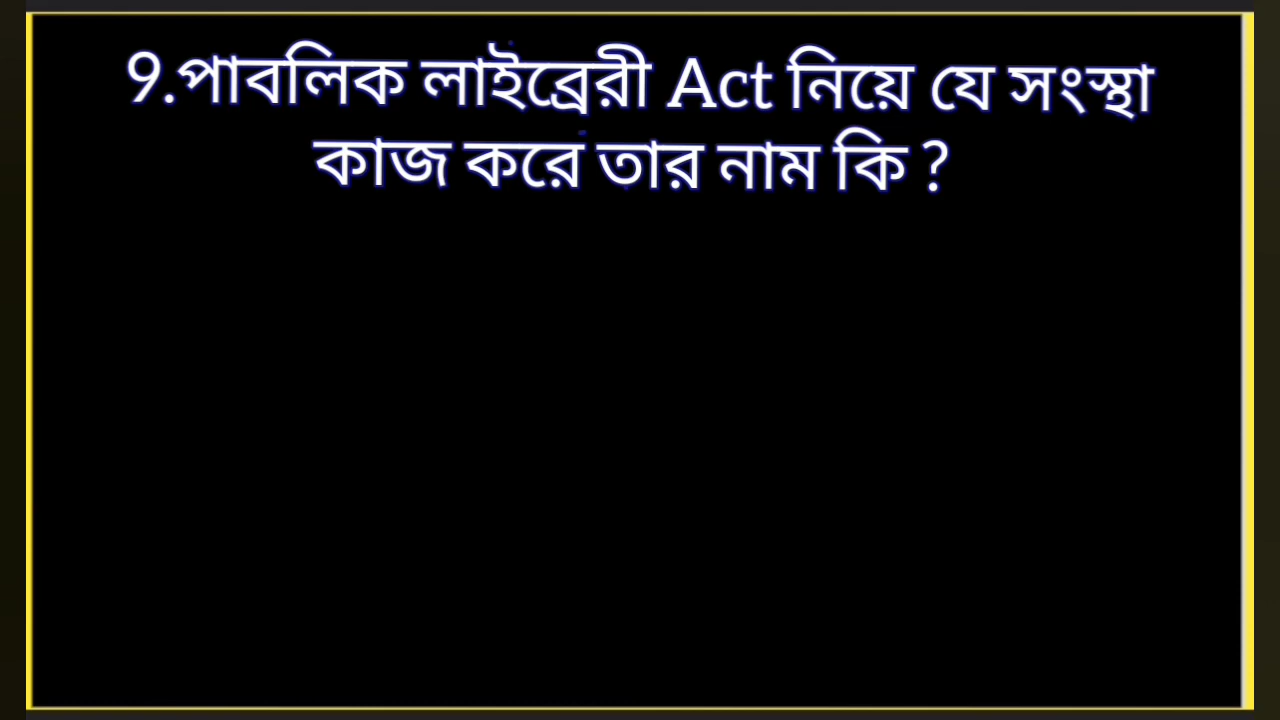 9.পাবলিক লাইব্রেরী Act নিয়ে যে সংস্থা
কাজ করে তার নাম কি ?